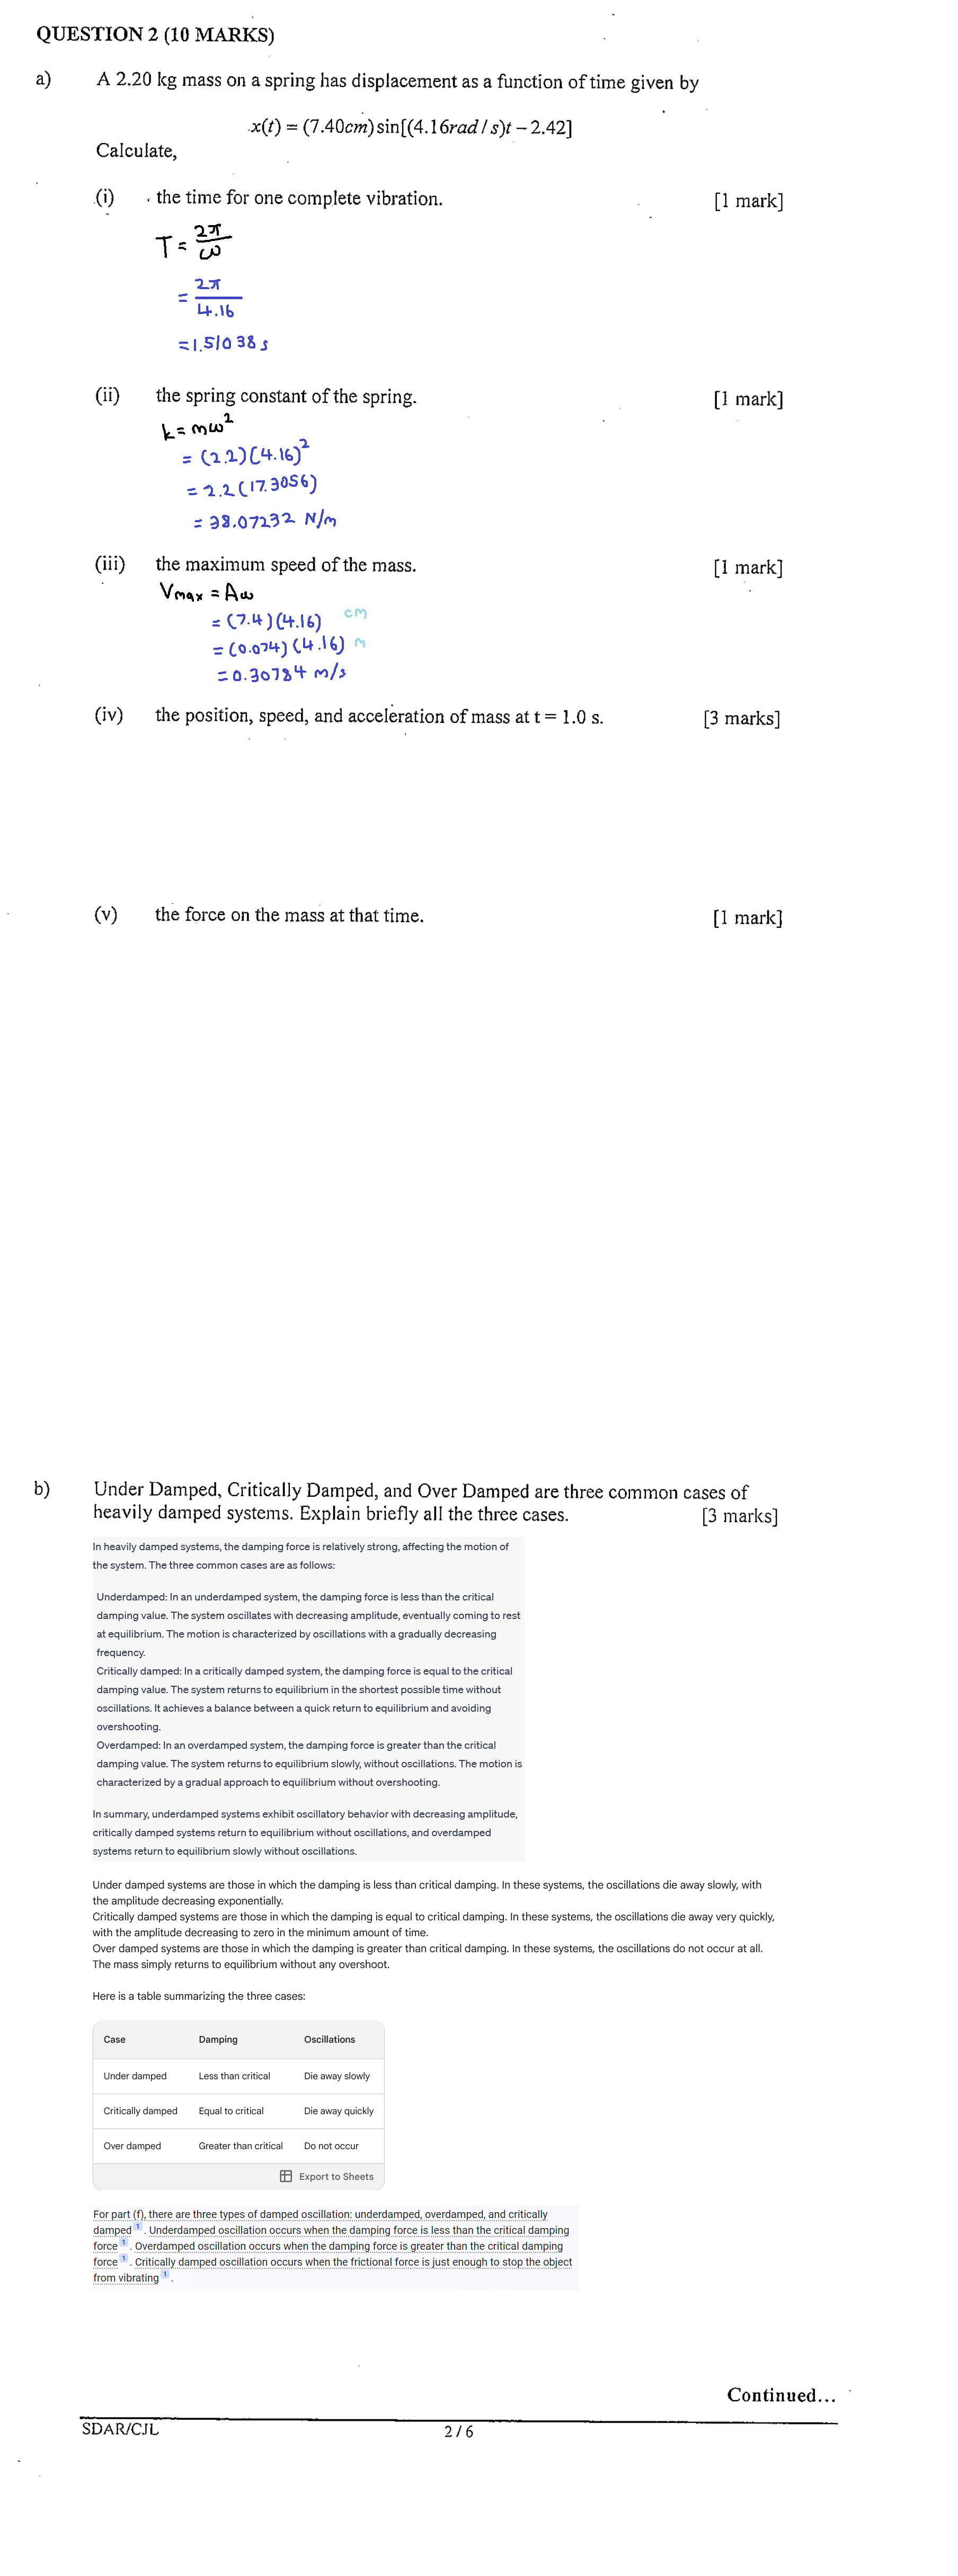 QUESTION 2 (10 MARKS)
a) A 2.20 kg mass on a spring has displacement as a function of time given by
x(t) = (7.40cm) sin[(4.16rad / s)t − 2.42]
Calculate,
(i) the time for one complete vibration. [1 mark]
T = 2π/ω
= 2π/4.16
= 1.51038 s
(ii) the spring constant of the spring. [1 mark]
k = mω²
= (2.2)(4.16)²
= 2.2(17.3056)
= 38.07232 N/m
(iii) the maximum speed of the mass. [1 mark]
Vmax = Aω
= (7.4)(4.16) cm
= (0.074)(4.16) m
= 0.30784 m/s
(iv) the position, speed, and acceleration of mass at t = 1.0 s. [3 marks]
(v) the force on the mass at that time. [1 mark]
b) Under Damped, Critically Damped, and Over Damped are three common cases of
heavily damped systems. Explain briefly all the three cases. [3 marks]
In heavily damped systems, the damping force is relatively strong, affecting the motion of
the system. The three common cases are as follows:
Underdamped: In an underdamped system, the damping force is less than the critical
damping value. The system oscillates with decreasing amplitude, eventually coming to rest
at equilibrium. The motion is characterized by oscillations with a gradually decreasing
frequency.
Critically damped: In a critically damped system, the damping force is equal to the critical
damping value. The system returns to equilibrium in the shortest possible time without
oscillations. It achieves a balance between a quick return to equilibrium and avoiding
overshooting.
Overdamped: In an overdamped system, the damping force is greater than the critical
damping value. The system returns to equilibrium slowly, without oscillations. The motion is
characterized by a gradual approach to equilibrium without overshooting.
In summary, underdamped systems exhibit oscillatory behavior with decreasing amplitude,
critically damped systems return to equilibrium without oscillations, and overdamped
systems return to equilibrium slowly without oscillations.
Under damped systems are those in which the damping is less than critical damping. In these systems, the oscillations die away slowly, with
the amplitude decreasing exponentially.
Critically damped systems are those in which the damping is equal to critical damping. In these systems, the oscillations die away very quickly,
with the amplitude decreasing to zero in the minimum amount of time.
Over damped systems are those in which the damping is greater than critical damping. In these systems, the oscillations do not occur at all.
The mass simply returns to equilibrium without any overshoot.
Here is a table summarizing the three cases:
Case Damping Oscillations
Under damped Less than critical Die away slowly
Critically damped Equal to critical Die away quickly
Over damped Greater than critical Do not occur
Export to Sheets
For part (f), there are three types of damped oscillation: underdamped, overdamped, and critically
damped 1 . Underdamped oscillation occurs when the damping force is less than the critical damping
force 1 . Overdamped oscillation occurs when the damping force is greater than the critical damping
force 1 . Critically damped oscillation occurs when the frictional force is just enough to stop the object
from vibrating 1 .
Continued...
SDAR/CJL 2 / 6